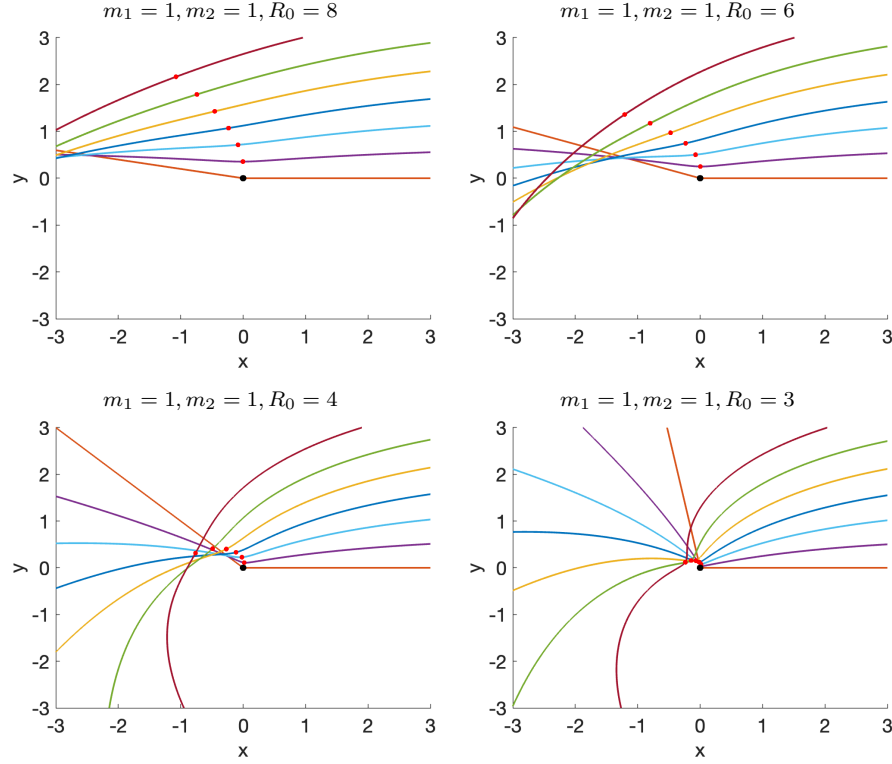 m₁ = 1, m₂ = 1, R₀ = 8
3
2
1
0
-1
-2
-3
y
-3 -2 -1 0 1 2 3
x
m₁ = 1, m₂ = 1, R₀ = 6
3
2
1
0
-1
-2
-3
y
-3 -2 -1 0 1 2 3
x
m₁ = 1, m₂ = 1, R₀ = 4
3
2
1
0
-1
-2
-3
y
-3 -2 -1 0 1 2 3
x
m₁ = 1, m₂ = 1, R₀ = 3
3
2
1
0
-1
-2
-3
y
-3 -2 -1 0 1 2 3
x